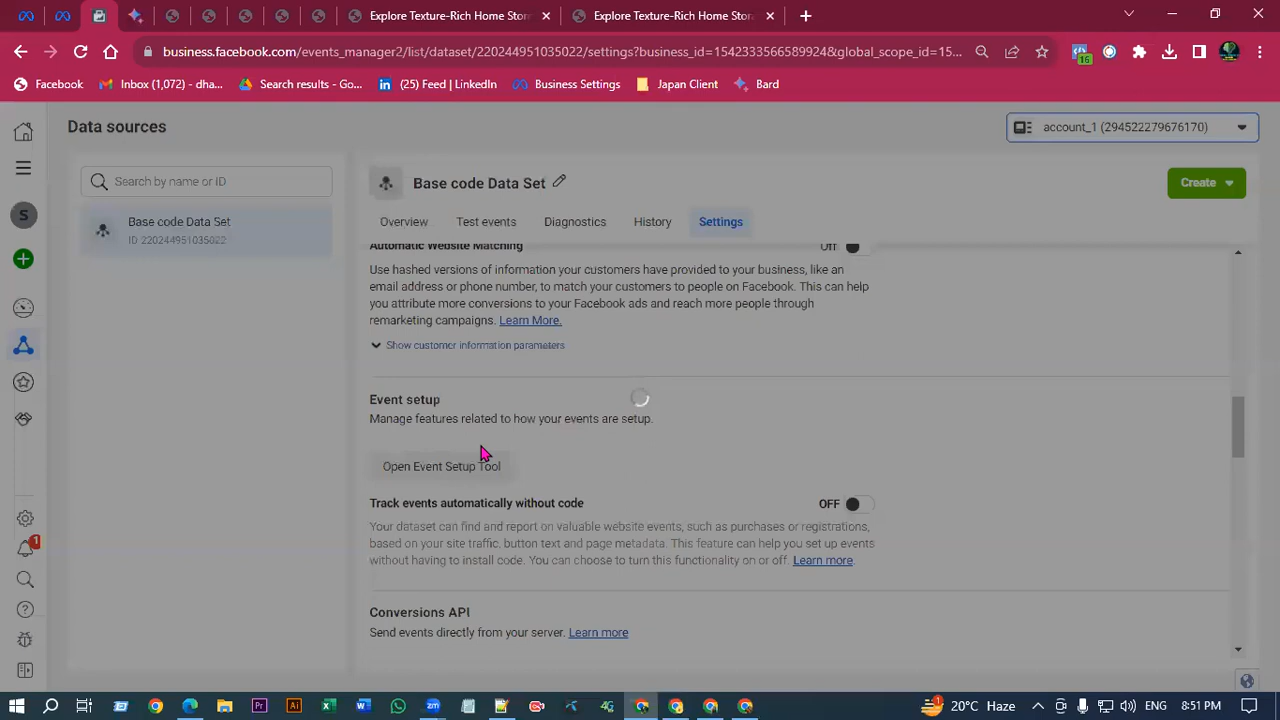 Explore Texture-Rich Home Stor
Explore Texture-Rich Home Stor
business.facebook.com/events_manager2/list/dataset/220244951035022/settings?business_id=1542333566589924&global_scope_id=15...
16
Facebook
Inbox (1,072) - dha...
Search results - Go...
(25) Feed | LinkedIn
Business Settings
Japan Client
Bard
Data sources
account_1 (294522279676170)
Search by name or ID
Base code Data Set
Create
Base code Data Set
ID 220244951035022
Overview
Test events
Diagnostics
History
Settings
S
Automatic Website Matching
Off
Use hashed versions of information your customers have provided to your business, like an
email address or phone number, to match your customers to people on Facebook. This can help
you attribute more conversions to your Facebook ads and reach more people through
remarketing campaigns. Learn More.
Show customer information parameters
Event setup
Manage features related to how your events are setup.
Open Event Setup Tool
Track events automatically without code
OFF
Your dataset can find and report on valuable website events, such as purchases or registrations,
based on your site traffic, button text and page metadata. This feature can help you set up events
without having to install code. You can choose to turn this functionality on or off. Learn more.
1
Conversions API
Send events directly from your server. Learn more
1
20°C Haze
ENG
8:51 PM